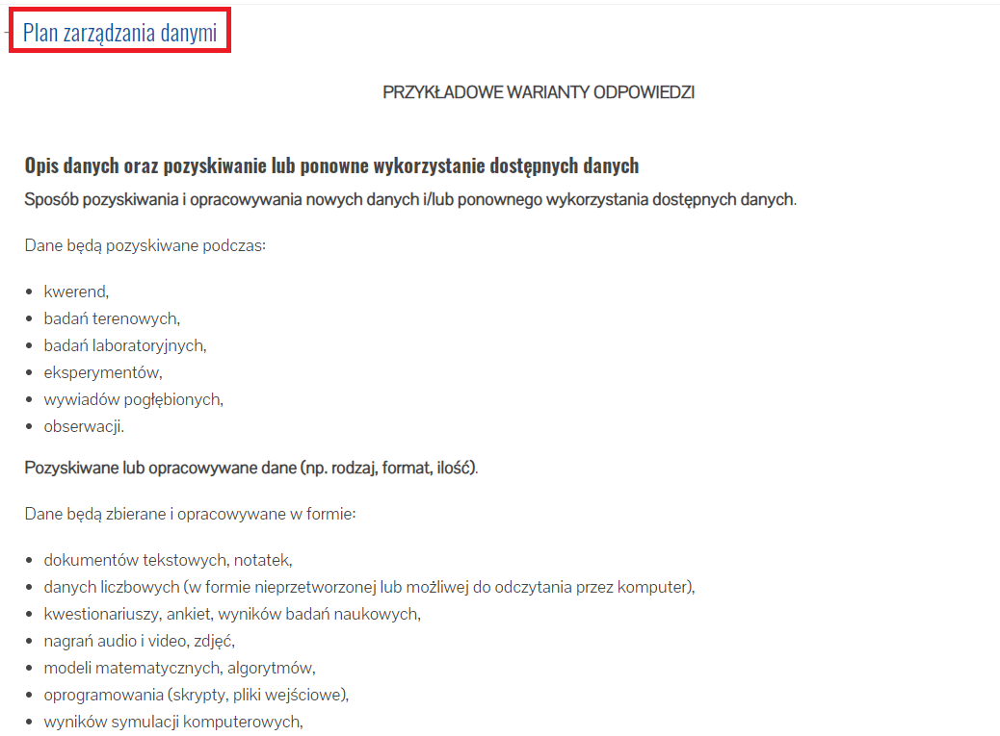 Plan zarządzania danymi
PRZYKŁADOWE WARIANTY ODPOWIEDZI
Opis danych oraz pozyskiwanie lub ponowne wykorzystanie dostępnych danych
Sposób pozyskiwania i opracowywania nowych danych i/lub ponownego wykorzystania dostępnych danych.
Dane będą pozyskiwane podczas:
• kwerend,
• badań terenowych,
• badań laboratoryjnych,
• eksperymentów,
• wywiadów pogłębionych,
• obserwacji.
Pozyskiwane lub opracowywane dane (np. rodzaj, format, ilość).
Dane będą zbierane i opracowywane w formie:
• dokumentów tekstowych, notatek,
• danych liczbowych (w formie nieprzetworzonej lub możliwej do odczytania przez komputer),
• kwestionariuszy, ankiet, wyników badań naukowych,
• nagrań audio i video, zdjęć,
• modeli matematycznych, algorytmów,
• oprogramowania (skrypty, pliki wejściowe),
• wyników symulacji komputerowych,